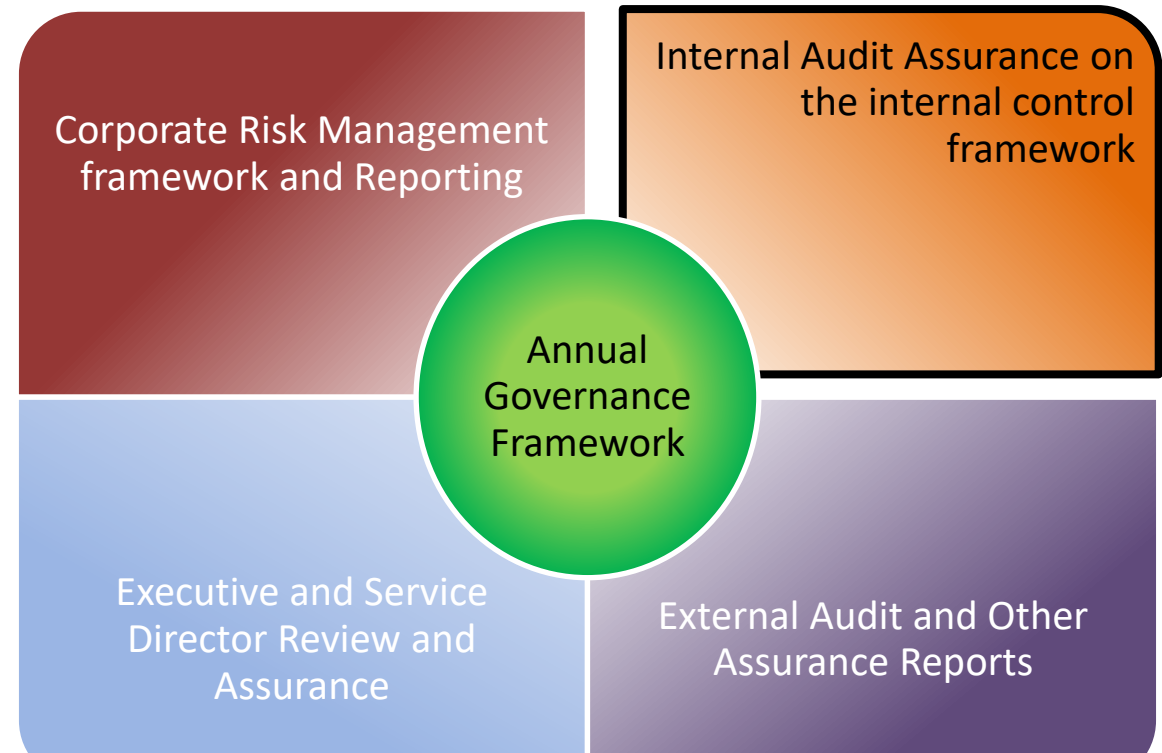 Corporate Risk Management
framework and Reporting
Internal Audit Assurance on
the internal control
framework
Annual
Governance
Framework
Executive and Service
Director Review and
Assurance
External Audit and Other
Assurance Reports